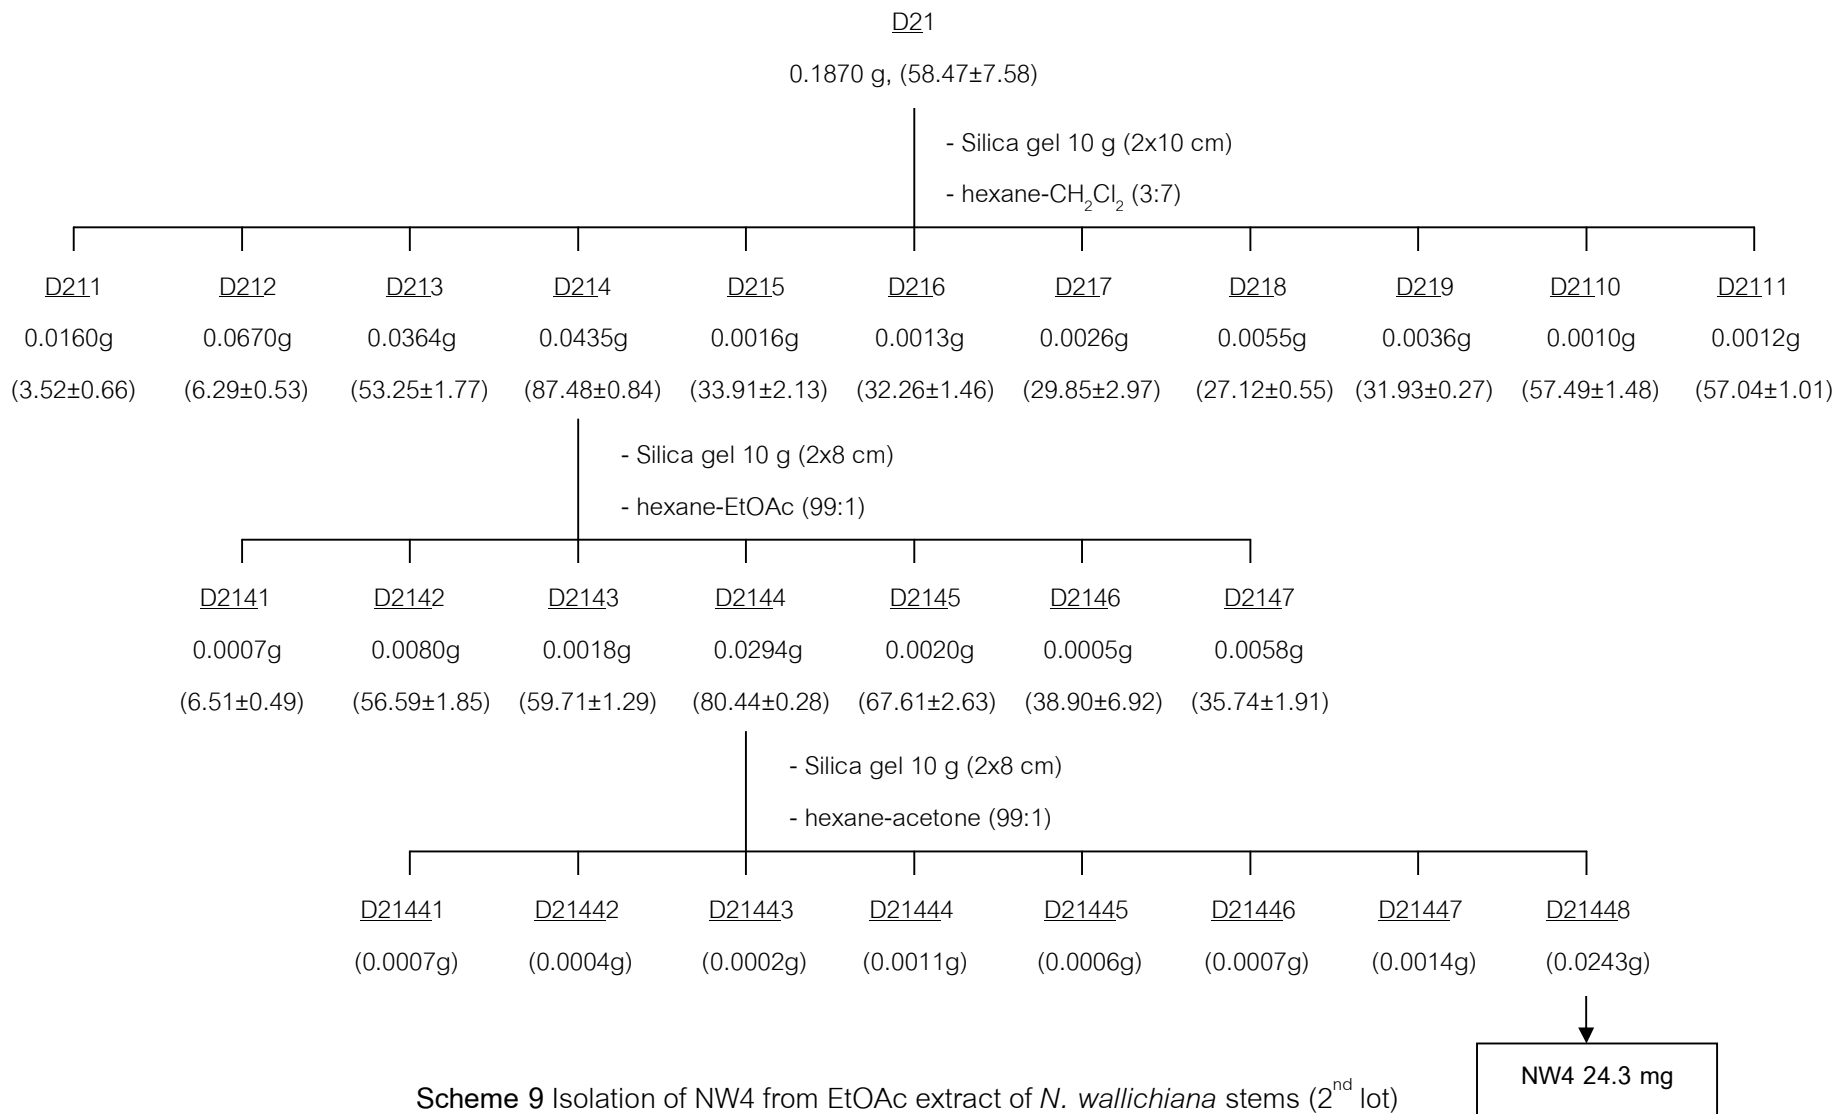 D21
0.1870 g, (58.47±7.58)
- Silica gel 10 g (2x10 cm)
- hexane-CH₂Cl₂ (3:7)
D211 D212 D213 D214 D215 D216 D217 D218 D219 D2110 D2111
0.0160g 0.0670g 0.0364g 0.0435g 0.0016g 0.0013g 0.0026g 0.0055g 0.0036g 0.0010g 0.0012g
(3.52±0.66) (6.29±0.53) (53.25±1.77) (87.48±0.84) (33.91±2.13) (32.26±1.46) (29.85±2.97) (27.12±0.55) (31.93±0.27) (57.49±1.48) (57.04±1.01)
- Silica gel 10 g (2x8 cm)
- hexane-EtOAc (99:1)
D2141 D2142 D2143 D2144 D2145 D2146 D2147
0.0007g 0.0080g 0.0018g 0.0294g 0.0020g 0.0005g 0.0058g
(6.51±0.49) (56.59±1.85) (59.71±1.29) (80.44±0.28) (67.61±2.63) (38.90±6.92) (35.74±1.91)
- Silica gel 10 g (2x8 cm)
- hexane-acetone (99:1)
D21441 D21442 D21443 D21444 D21445 D21446 D21447 D21448
(0.0007g) (0.0004g) (0.0002g) (0.0011g) (0.0006g) (0.0007g) (0.0014g) (0.0243g)
NW4 24.3 mg
Scheme 9 Isolation of NW4 from EtOAc extract of N. wallichiana stems (2nd lot)